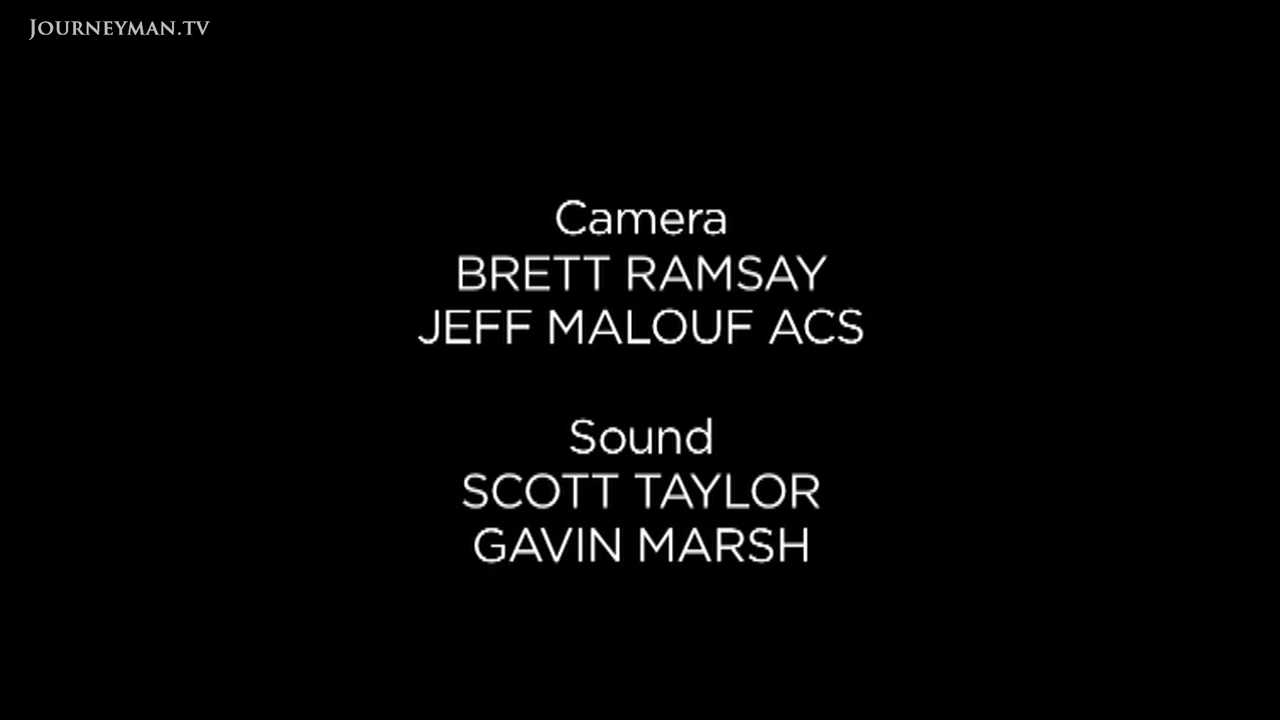 JOURNEYMAN.TV
Camera
BRETT RAMSAY
JEFF MALOUF ACS
Sound
SCOTT TAYLOR
GAVIN MARSH